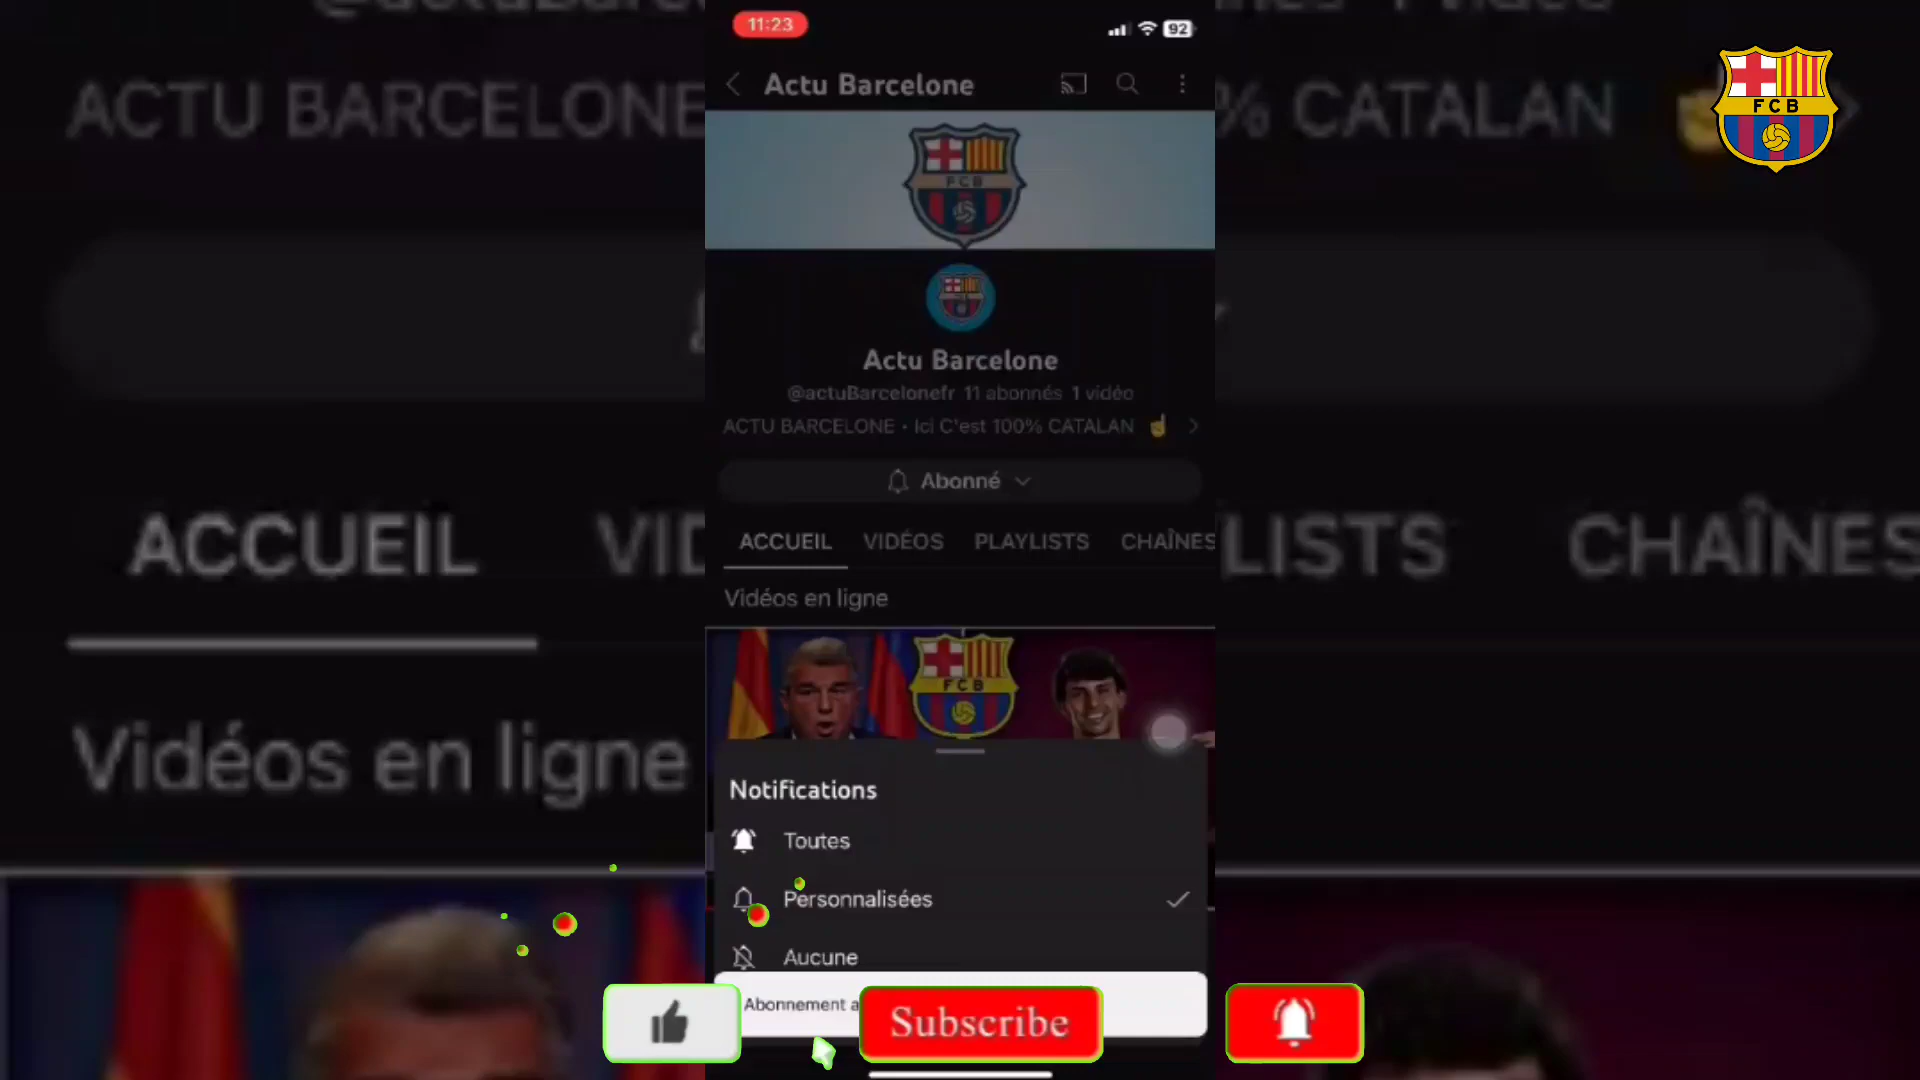 11:23
92
Actu Barcelone
FCB
Actu Barcelone
@actuBarcelonefr 11 abonnés 1 vidéo
ACTU BARCELONE • Ici C'est 100% CATALAN ☝
Abonné
ACCUEIL VIDÉOS PLAYLISTS CHAÎNES
Vidéos en ligne
FCB
Notifications
Toutes
Personnalisées
Aucune
Abonnement a
Subscribe
ACTU BARCELONE
% CATALAN
FCB
ACCUEIL VID
LISTS CHAÎNES
Vidéos en ligne